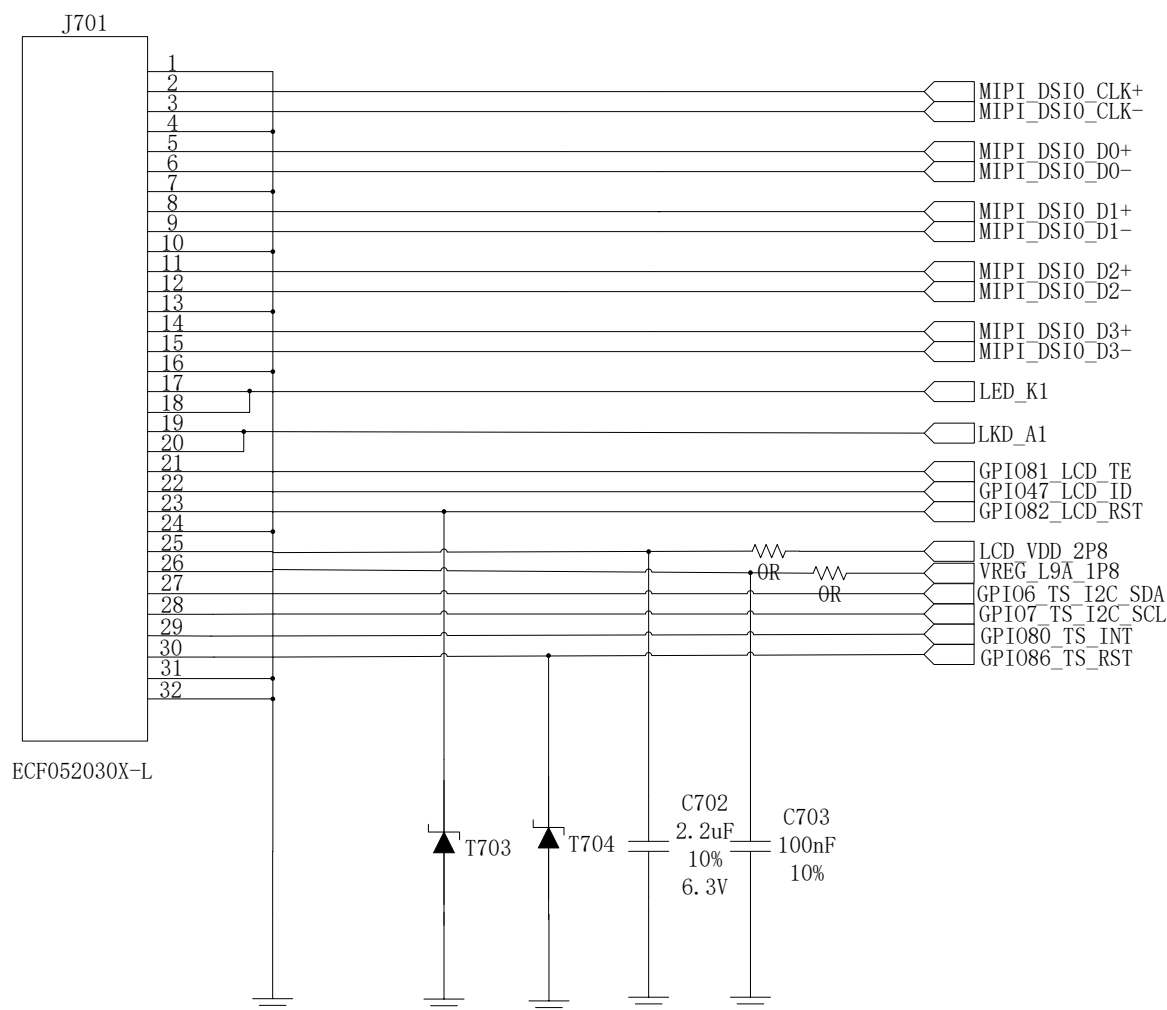 J701
1
2
MIPI_DSI0_CLK+
3
MIPI_DSI0_CLK-
4
5
MIPI_DSI0_D0+
6
MIPI_DSI0_D0-
7
8
MIPI_DSI0_D1+
9
MIPI_DSI0_D1-
10
11
MIPI_DSI0_D2+
12
MIPI_DSI0_D2-
13
14
MIPI_DSI0_D3+
15
MIPI_DSI0_D3-
16
17
LED_K1
18
19
LKD_A1
20
21
GPIO81_LCD_TE
22
GPIO47_LCD_ID
23
GPIO82_LCD_RST
24
25
LCD_VDD_2P8
0R
26
VREG_L9A_1P8
0R
27
GPIO6_TS_I2C_SDA
28
GPIO7_TS_I2C_SCL
29
GPIO80_TS_INT
30
GPIO86_TS_RST
31
32
ECF052030X-L
T703
T704
C702
2.2uF
10%
6.3V
C703
100nF
10%